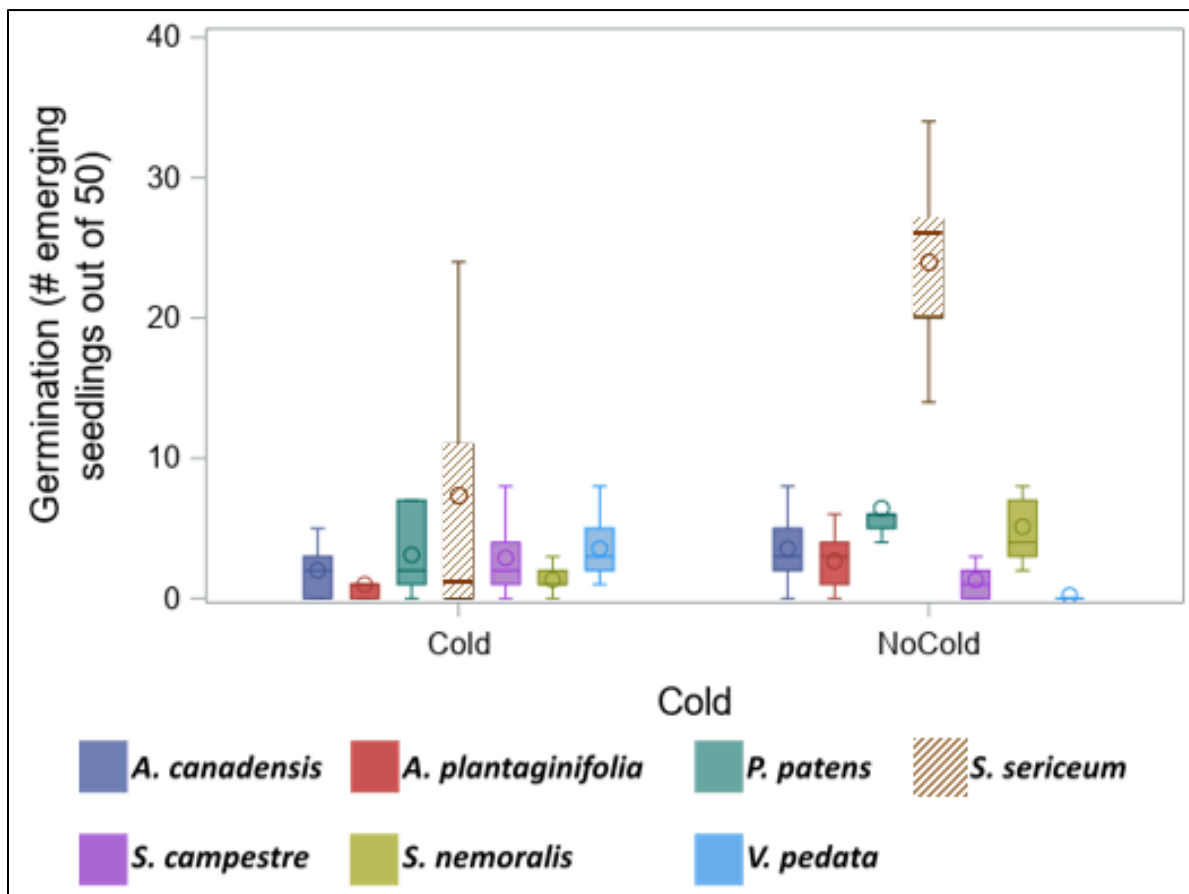 40
30
20
10
0
Germination (# emerging
seedlings out of 50)
Cold
NoCold
Cold
A. canadensis
A. plantaginifolia
P. patens
S. sericeum
S. campestre
S. nemoralis
V. pedata